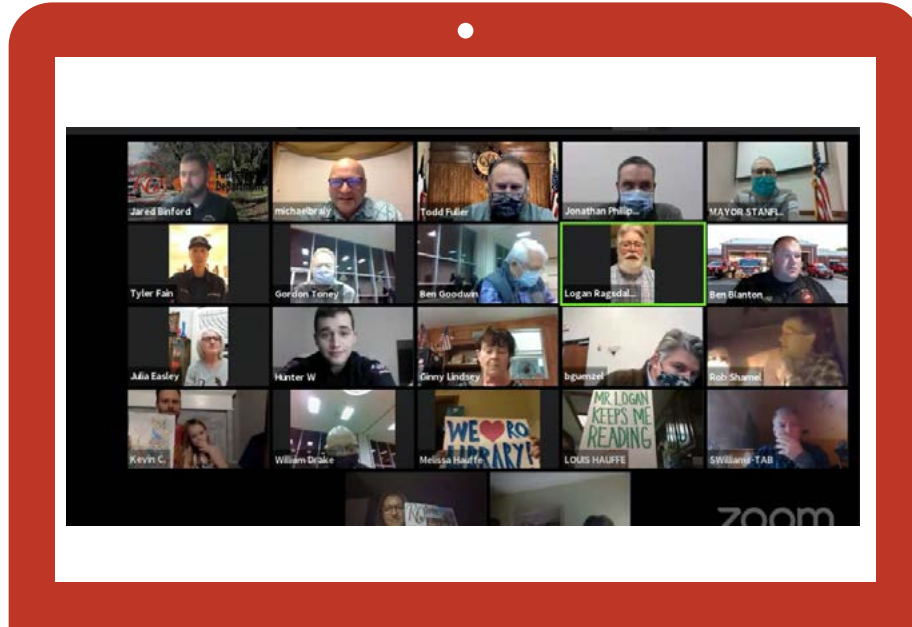 Jared Binford
Department
michaelbraly
Todd Fuller
Jonathan Philip...
MAYOR STANFI...
Tyler Fain
Gordon Toney
Ben Goodwin
Logan Ragsdal...
Ben Blanton
Julia Easley
Hunter W
Ginny Lindsey
bguenzel
Rob Shamel
Kevin C.
William Drake
WE RO
LIBRARY!
Melissa Hauffe
MR. LOGAN
KEEPS ME
READING
LOUIS HAUFFE
SWilliams-TAB
zoom